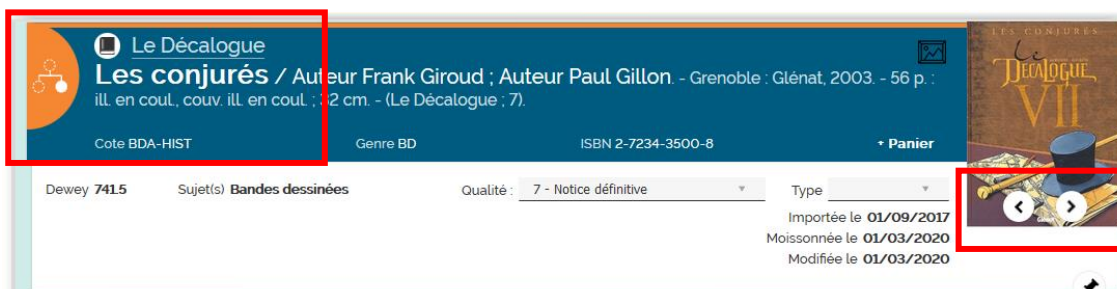 Le Décalogue
Les conjurés / Auteur Frank Giroud ; Auteur Paul Gillon. - Grenoble : Glénat, 2003. - 56 p. :
ill. en coul., couv. ill. en coul. ; 32 cm. - (Le Décalogue ; 7).
Cote BDA-HIST Genre BD ISBN 2-7234-3500-8 + Panier
LES CONJURÉS
Le
DÉCALOGUE
VII
Dewey 741.5 Sujet(s) Bandes dessinées Qualité : 7 - Notice définitive Type
Importée le 01/09/2017
Moissonnée le 01/03/2020
Modifiée le 01/03/2020